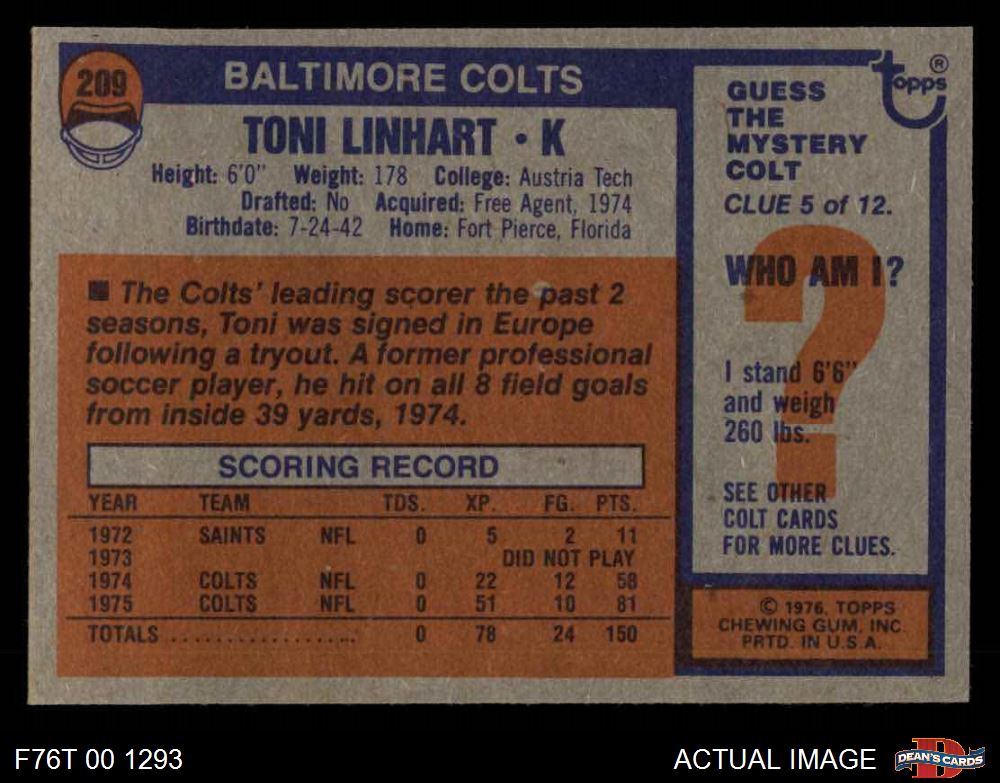 209
BALTIMORE COLTS
TONI LINHART • K
Height: 6'0" Weight: 178 College: Austria Tech
Drafted: No Acquired: Free Agent, 1974
Birthdate: 7-24-42 Home: Fort Pierce, Florida
■ The Colts' leading scorer the past 2
seasons, Toni was signed in Europe
following a tryout. A former professional
soccer player, he hit on all 8 field goals
from inside 39 yards, 1974.
SCORING RECORD
YEAR TEAM TDS. XP. FG. PTS.
1972 SAINTS NFL 0 5 2 11
1973 DID NOT PLAY
1974 COLTS NFL 0 22 12 58
1975 COLTS NFL 0 51 10 81
TOTALS .................... 0 78 24 150
topps ®
GUESS
THE
MYSTERY
COLT
CLUE 5 of 12.
WHO AM I?
?
I stand 6'6"
and weigh
260 lbs.
SEE OTHER
COLT CARDS
FOR MORE CLUES.
© 1976, TOPPS
CHEWING GUM, INC.
PRTD. IN U.S.A.
F76T 00 1293
ACTUAL IMAGE
DEAN'S CARDS